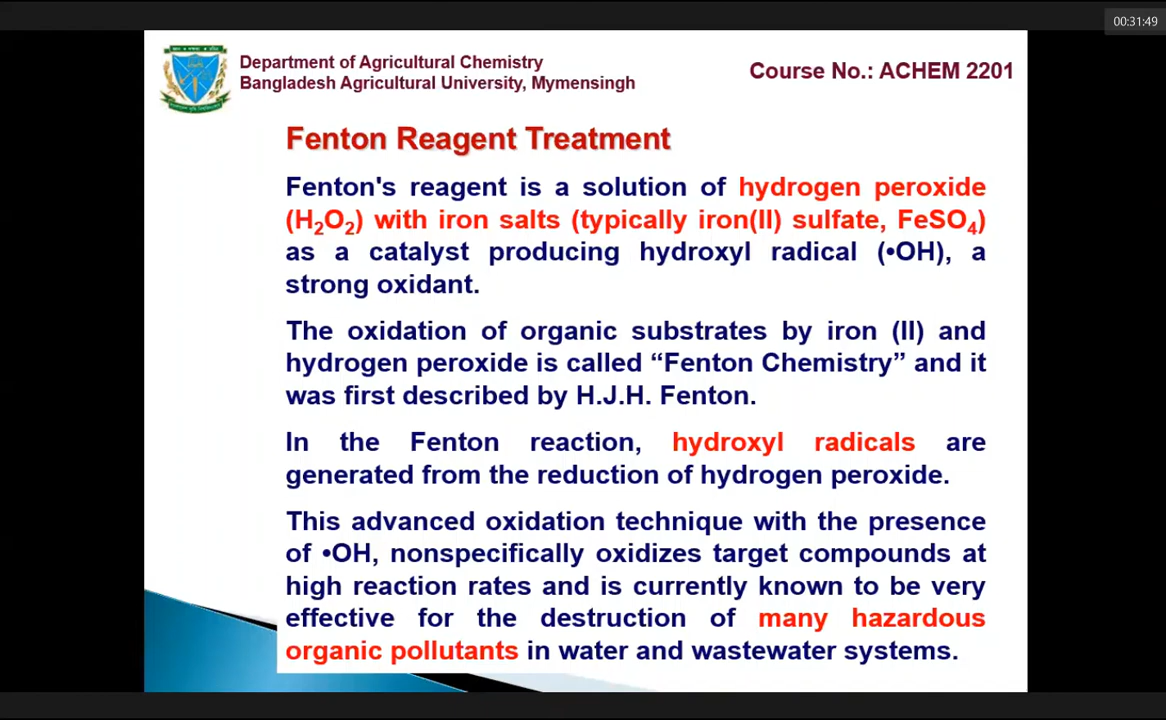 00:31:49
Department of Agricultural Chemistry
Bangladesh Agricultural University, Mymensingh
Course No.: ACHEM 2201
Fenton Reagent Treatment
Fenton's reagent is a solution of hydrogen peroxide
(H₂O₂) with iron salts (typically iron(II) sulfate, FeSO₄)
as a catalyst producing hydroxyl radical (•OH), a
strong oxidant.
The oxidation of organic substrates by iron (II) and
hydrogen peroxide is called “Fenton Chemistry” and it
was first described by H.J.H. Fenton.
In the Fenton reaction, hydroxyl radicals are
generated from the reduction of hydrogen peroxide.
This advanced oxidation technique with the presence
of •OH, nonspecifically oxidizes target compounds at
high reaction rates and is currently known to be very
effective for the destruction of many hazardous
organic pollutants in water and wastewater systems.